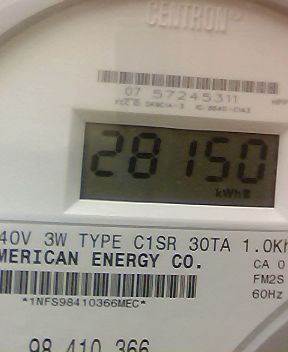 CENTRON
07 57245311
28150
kWh
40V 3W TYPE C1SR 30TA 1.0Kh
MERICAN ENERGY CO.
CA 0
FM2S
60Hz
*1NFS98410366MEC*
98 410 366